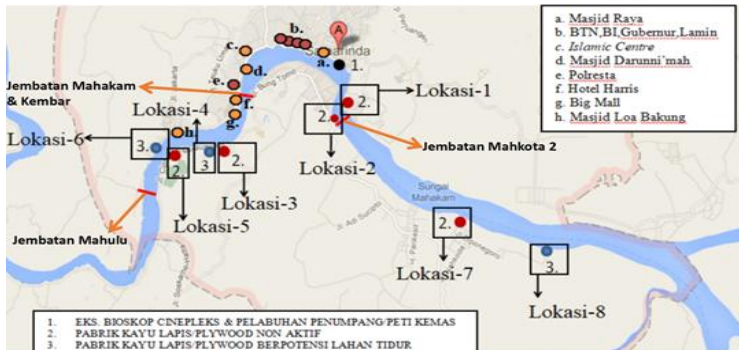 a. Masjid Raya
b. BTN,BI,Gubernur,Lamin
c. Islamic Centre
d. Masjid Darunni'mah
e. Polresta
f. Hotel Harris
g. Big Mall
h. Masjid Loa Bakung
b.
A
c.
a.
1.
d.
e.
f.
g.
h.
Jembatan Mahakam
& Kembar
Lokasi-4
Lokasi-6
3.
2.
3
2.
Lokasi-3
Lokasi-5
Jembatan Mahulu
2.
Lokasi-1
2.
Jembatan Mahkota 2
Lokasi-2
Sungai
Mahakam
Jl Adi Sucipto
2.
Lokasi-7
3.
Lokasi-8
1. EKS. BIOSKOP CINEPLEKS & PELABUHAN PENUMPANG/PETI KEMAS
2. PABRIK KAYU LAPIS/PLYWOOD NON AKTIF
3. PABRIK KAYU LAPIS/PLYWOOD BERPOTENSI LAHAN TIDUR